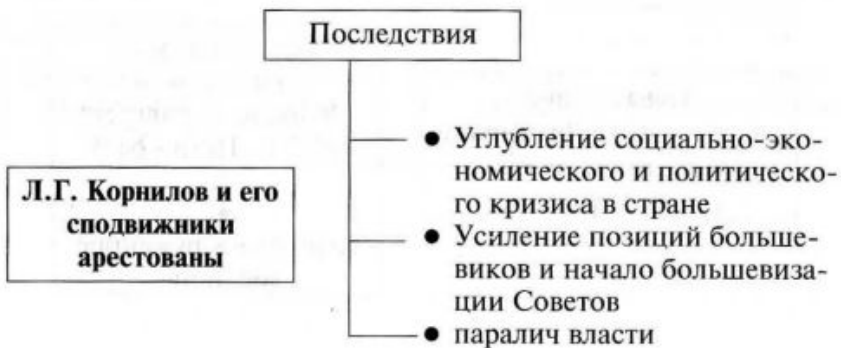 Последствия
Л.Г. Корнилов и его
сподвижники
арестованы
● Углубление социально-эко-
номического и политическо-
го кризиса в стране
● Усиление позиций больше-
виков и начало большевиза-
ции Советов
● паралич власти